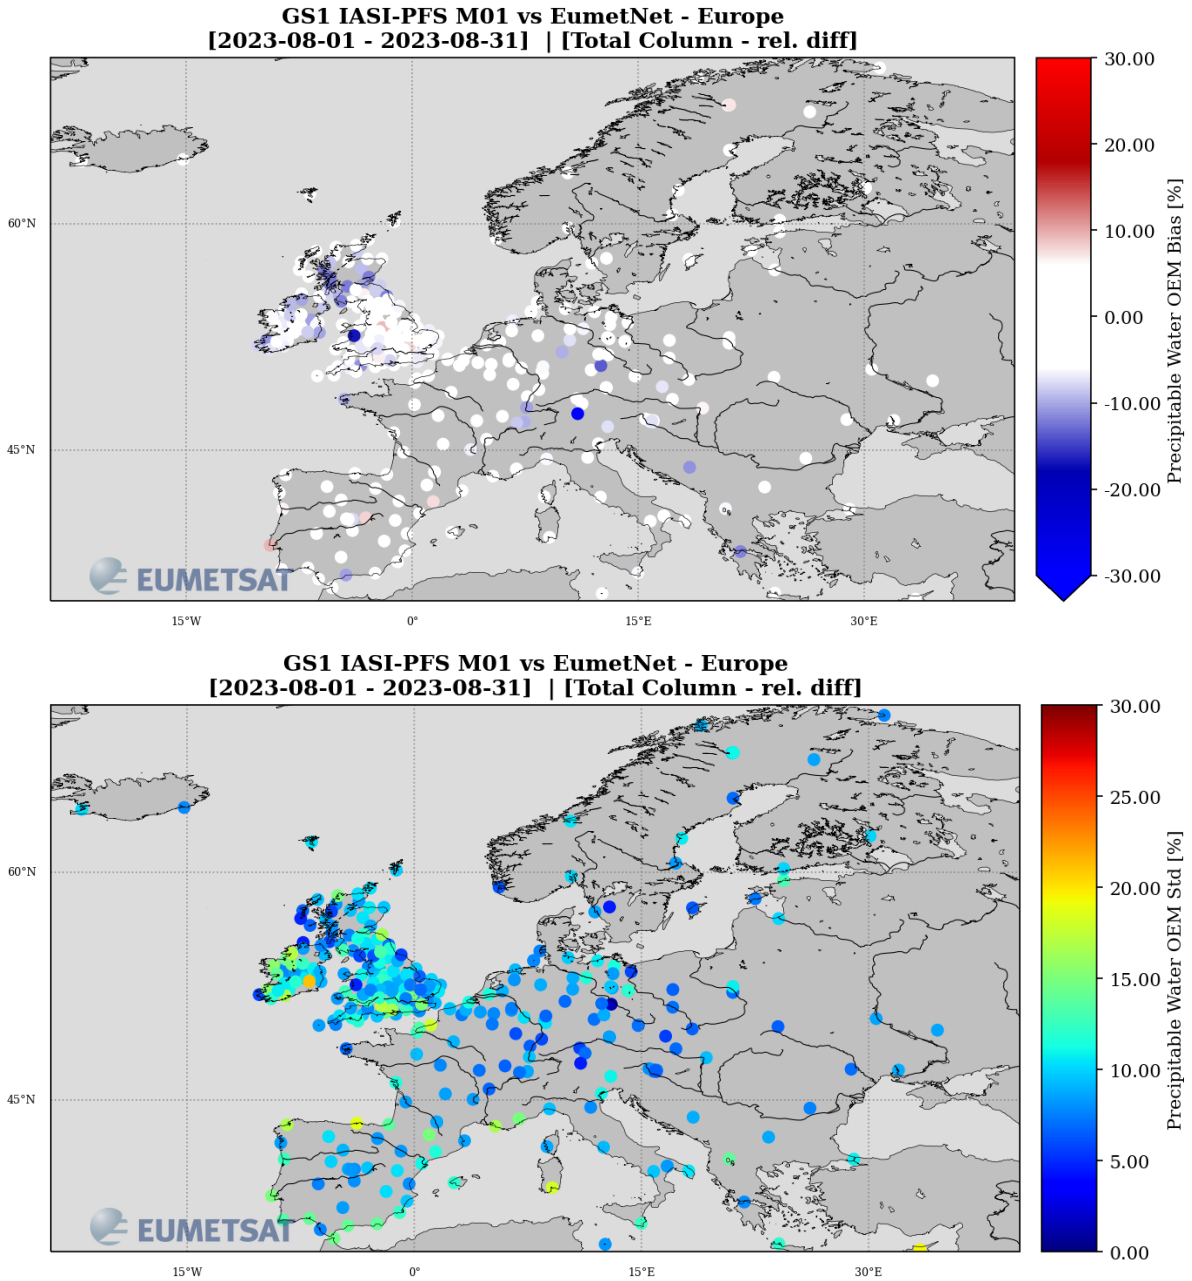 GS1 IASI-PFS M01 vs EumetNet - Europe
[2023-08-01 - 2023-08-31]  | [Total Column - rel. diff]
30.00
20.00
10.00
0.00
-10.00
-20.00
-30.00
Precipitable Water OEM Bias [%]
60°N
45°N
15°W
0°
15°E
30°E
EUMETSAT
GS1 IASI-PFS M01 vs EumetNet - Europe
[2023-08-01 - 2023-08-31]  | [Total Column - rel. diff]
30.00
25.00
20.00
15.00
10.00
5.00
0.00
Precipitable Water OEM Std [%]
60°N
45°N
15°W
0°
15°E
30°E
EUMETSAT